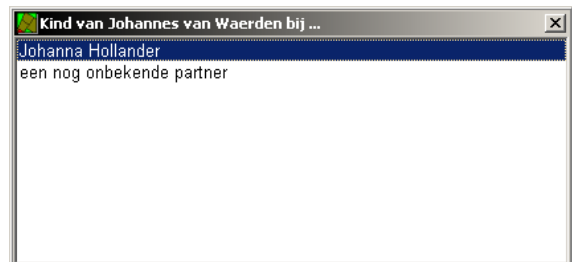 Kind van Johannes van Waerden bij ...
Johanna Hollander
een nog onbekende partner